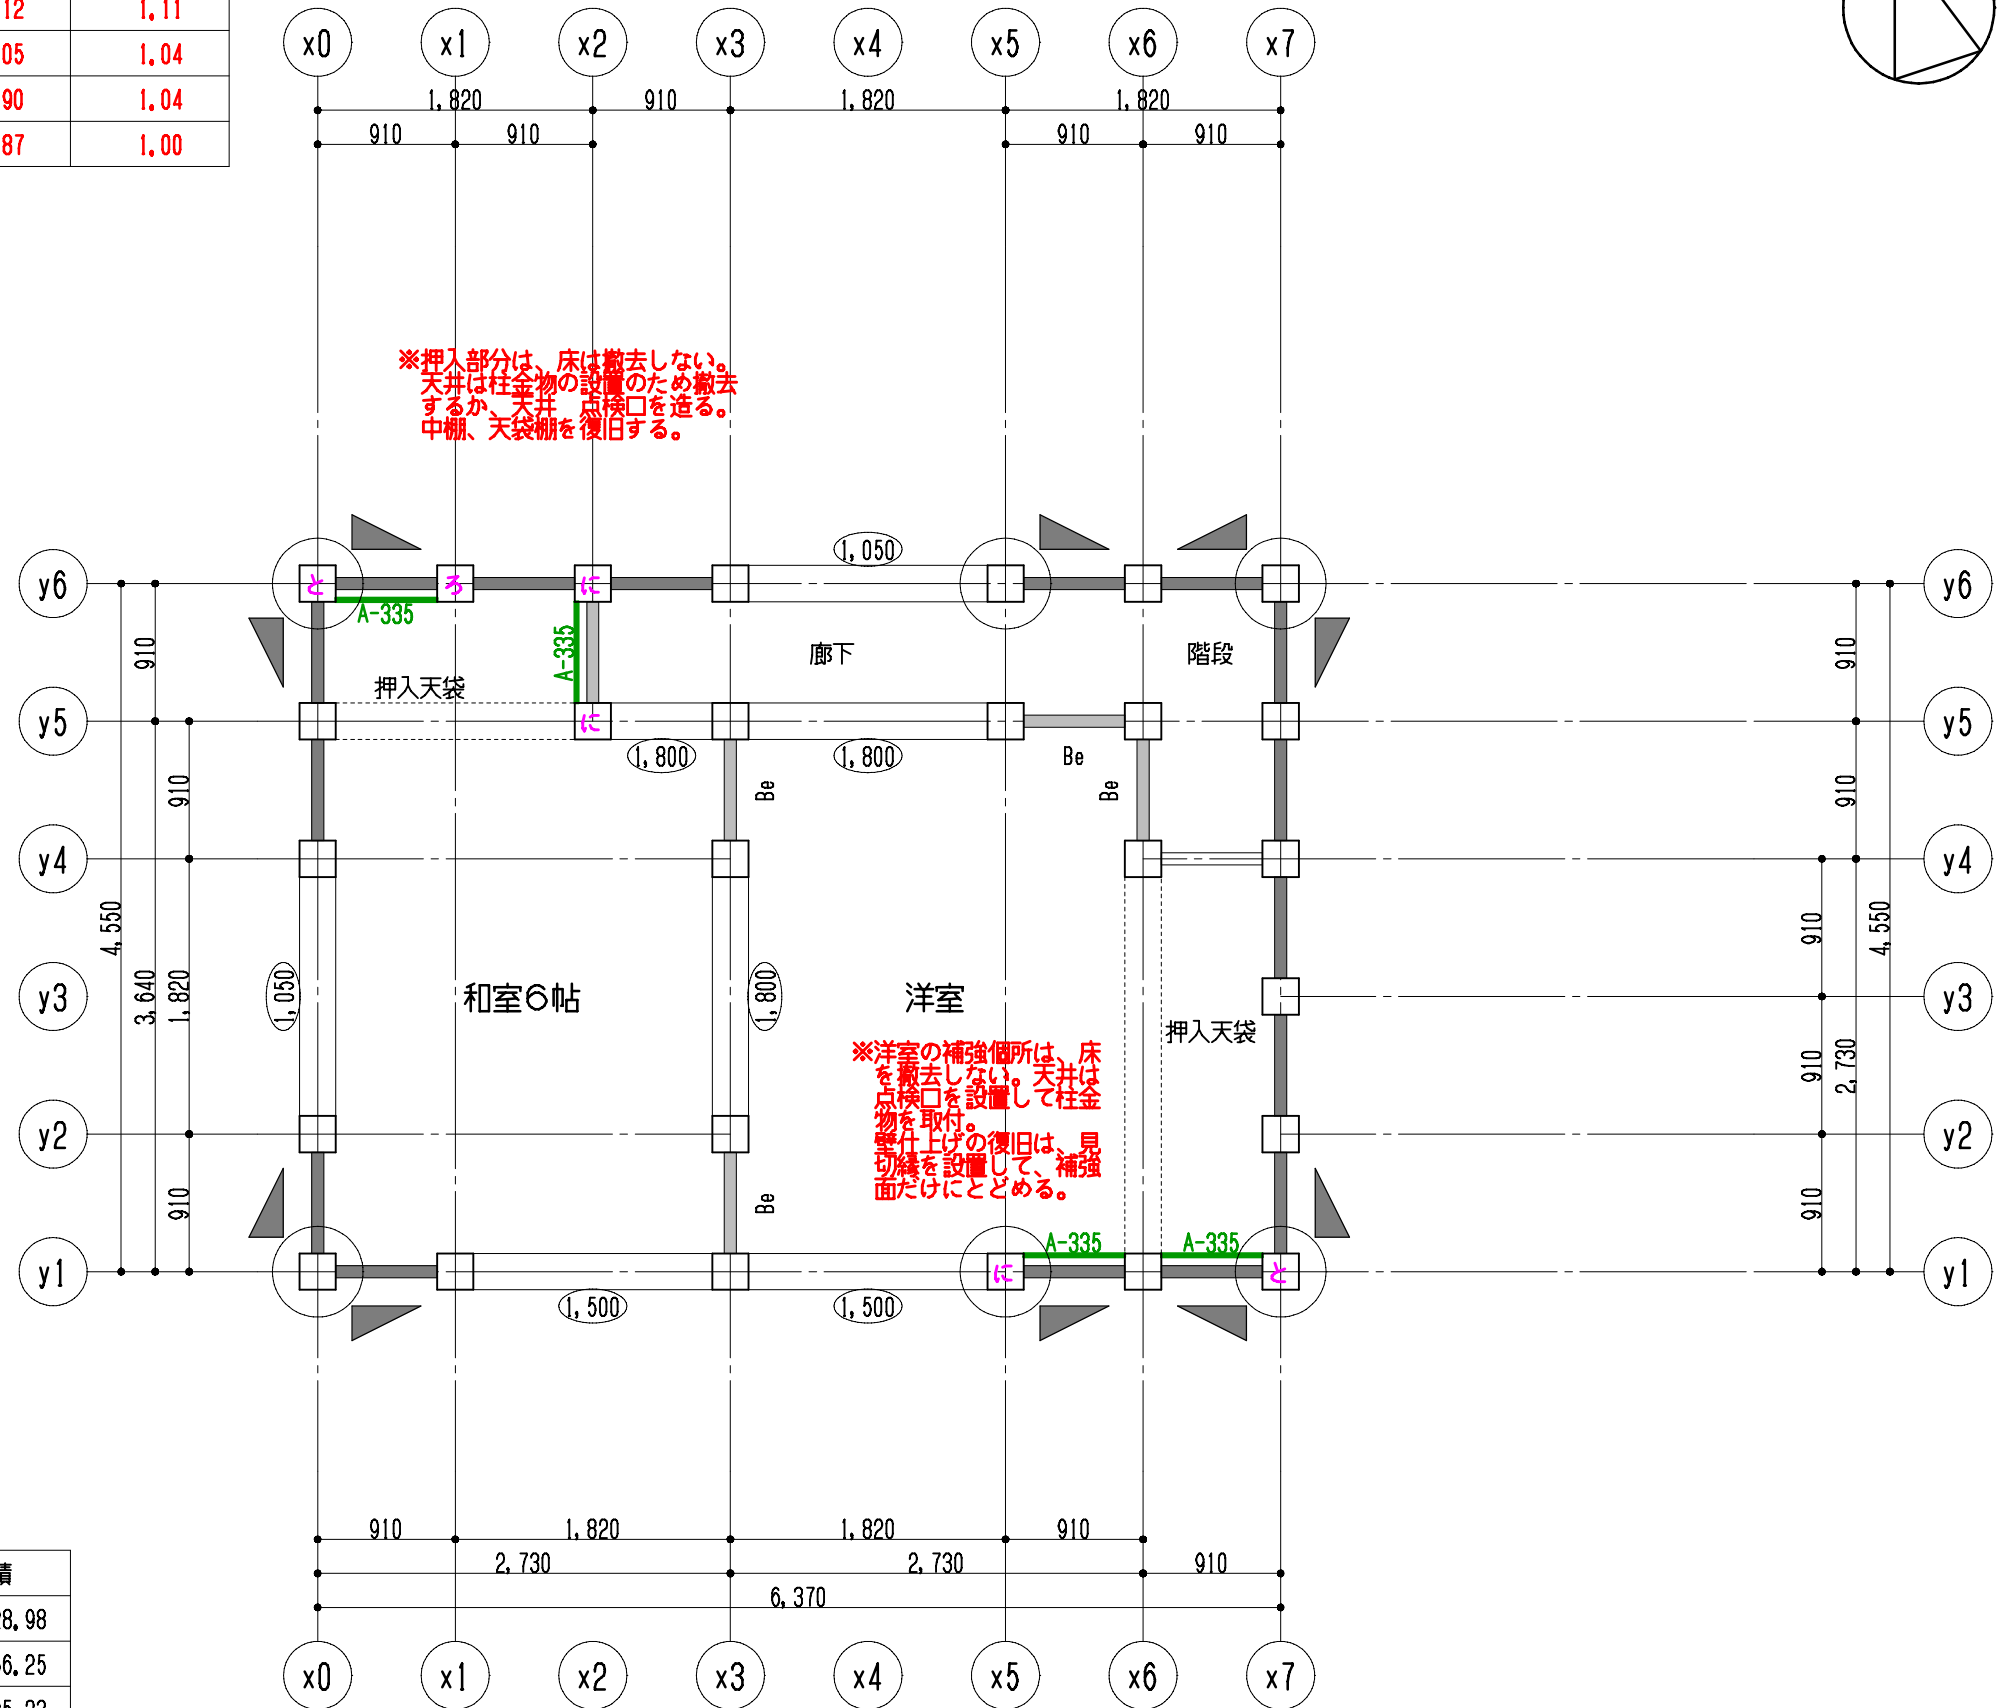 12 1.11
05 1.04
90 1.04
87 1.00
x0 x1 x2 x3 x4 x5 x6 x7
1,820 910 1,820 1,820
910 910 910 910
※押入部分は、床は撤去しない。
天井は柱金物の設置のため撤去
するか、天井 点検口を造る。
中棚、天袋棚を復旧する。
1,050
y6 と ろ に y6
A-335
A-335
910 廊下 階段 910
押入天袋
y5 に y5
1,800 1,800 Be
910 Be Be 910
y4 y4
4,550 910 4,550
y3 3,640 1,820 1,050 和室6帖 1,800 洋室 y3
押入天袋
※洋室の補強個所は、床
を撤去しない。天井は
点検口を設置して柱金
物を取付。
壁仕上げの復旧は、見
切縁を設置して、補強
面だけにとどめる。
910 2,730
y2 y2
910 Be 910
A-335 A-335
y1 に と y1
1,500 1,500
910 1,820 1,820 910
2,730 2,730 910
6,370
積
8.98
6.25
x0 x1 x2 x3 x4 x5 x6 x7